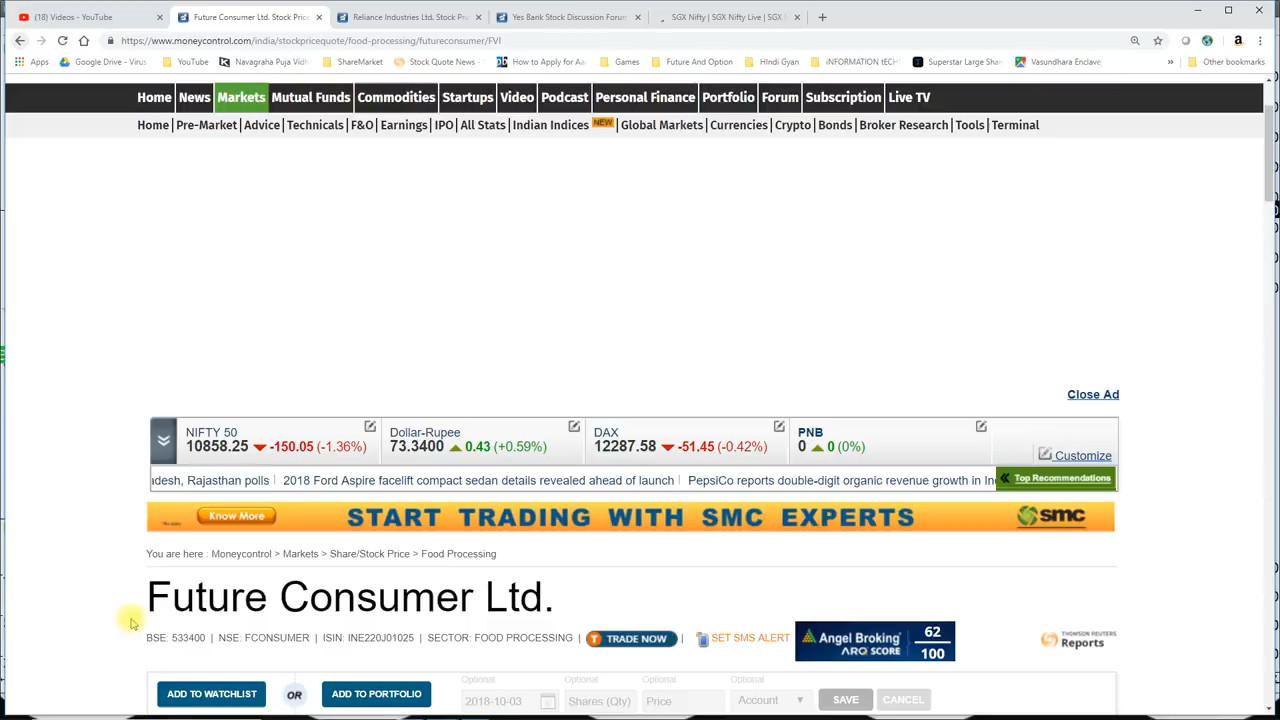 (18) Videos - YouTube
Future Consumer Ltd. Stock Pric
Reliance Industries Ltd. Stock Pric
Yes Bank Stock Discussion Forum
SGX Nifty | SGX Nifty Live | SGX
https://www.moneycontrol.com/india/stockpricequote/food-processing/futureconsumer/FVI
Apps Google Drive - Virus YouTube Navagraha Puja Vidh ShareMarket Stock Quote News - How to Apply for Aa Games Future And Option HIndi Gyan iNFORMATION tECH Superstar Large Shar Vasundhara Enclave » Other bookmarks
Home News Markets Mutual Funds Commodities Startups Video Podcast Personal Finance Portfolio Forum Subscription Live TV
Home | Pre-Market | Advice | Technicals | F&O | Earnings | IPO | All Stats | Indian Indices NEW | Global Markets | Currencies | Crypto | Bonds | Broker Research | Tools | Terminal
Close Ad
NIFTY 50 Dollar-Rupee DAX PNB
10858.25 -150.05 (-1.36%) 73.3400 0.43 (+0.59%) 12287.58 -51.45 (-0.42%) 0 0 (0%)
Customize
adesh, Rajasthan polls | 2018 Ford Aspire facelift compact sedan details revealed ahead of launch | PepsiCo reports double-digit organic revenue growth in In
« Top Recommendations
Know More START TRADING WITH SMC EXPERTS smc
You are here : Moneycontrol > Markets > Share/Stock Price > Food Processing
Future Consumer Ltd.
BSE: 533400 | NSE: FCONSUMER | ISIN: INE220J01025 | SECTOR: FOOD PROCESSING | T TRADE NOW | SET SMS ALERT
Angel Broking ARQ SCORE 62 100
THOMSON REUTERS Reports
ADD TO WATCHLIST OR ADD TO PORTFOLIO
Optional Optional Optional Optional
2018-10-03 Shares (Qty) Price Account SAVE CANCEL